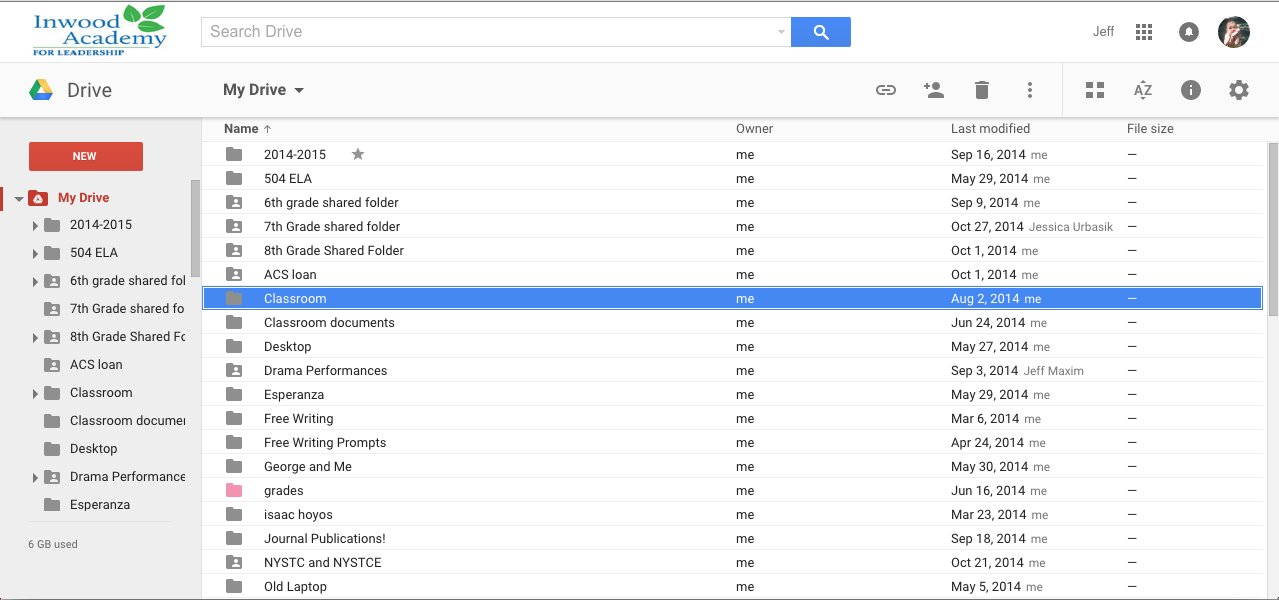 Inwood
Academy
FOR LEADERSHIP
Search Drive
Jeff
Drive
My Drive
NEW
My Drive
2014-2015
504 ELA
6th grade shared fol
7th Grade shared fo
8th Grade Shared Fo
ACS loan
Classroom
Classroom documen
Desktop
Drama Performance
Esperanza
6 GB used
Name ↑ Owner Last modified File size
2014-2015 me Sep 16, 2014 me —
504 ELA me May 29, 2014 me —
6th grade shared folder me Sep 9, 2014 me —
7th Grade shared folder me Oct 27, 2014 Jessica Urbasik —
8th Grade Shared Folder me Oct 1, 2014 me —
ACS loan me Oct 1, 2014 me —
Classroom me Aug 2, 2014 me —
Classroom documents me Jun 24, 2014 me —
Desktop me May 27, 2014 me —
Drama Performances me Sep 3, 2014 Jeff Maxim —
Esperanza me May 29, 2014 me —
Free Writing me Mar 6, 2014 me —
Free Writing Prompts me Apr 24, 2014 me —
George and Me me May 30, 2014 me —
grades me Jun 16, 2014 me —
isaac hoyos me Mar 23, 2014 me —
Journal Publications! me Sep 18, 2014 me —
NYSTC and NYSTCE me Oct 21, 2014 me —
Old Laptop me May 5, 2014 me —